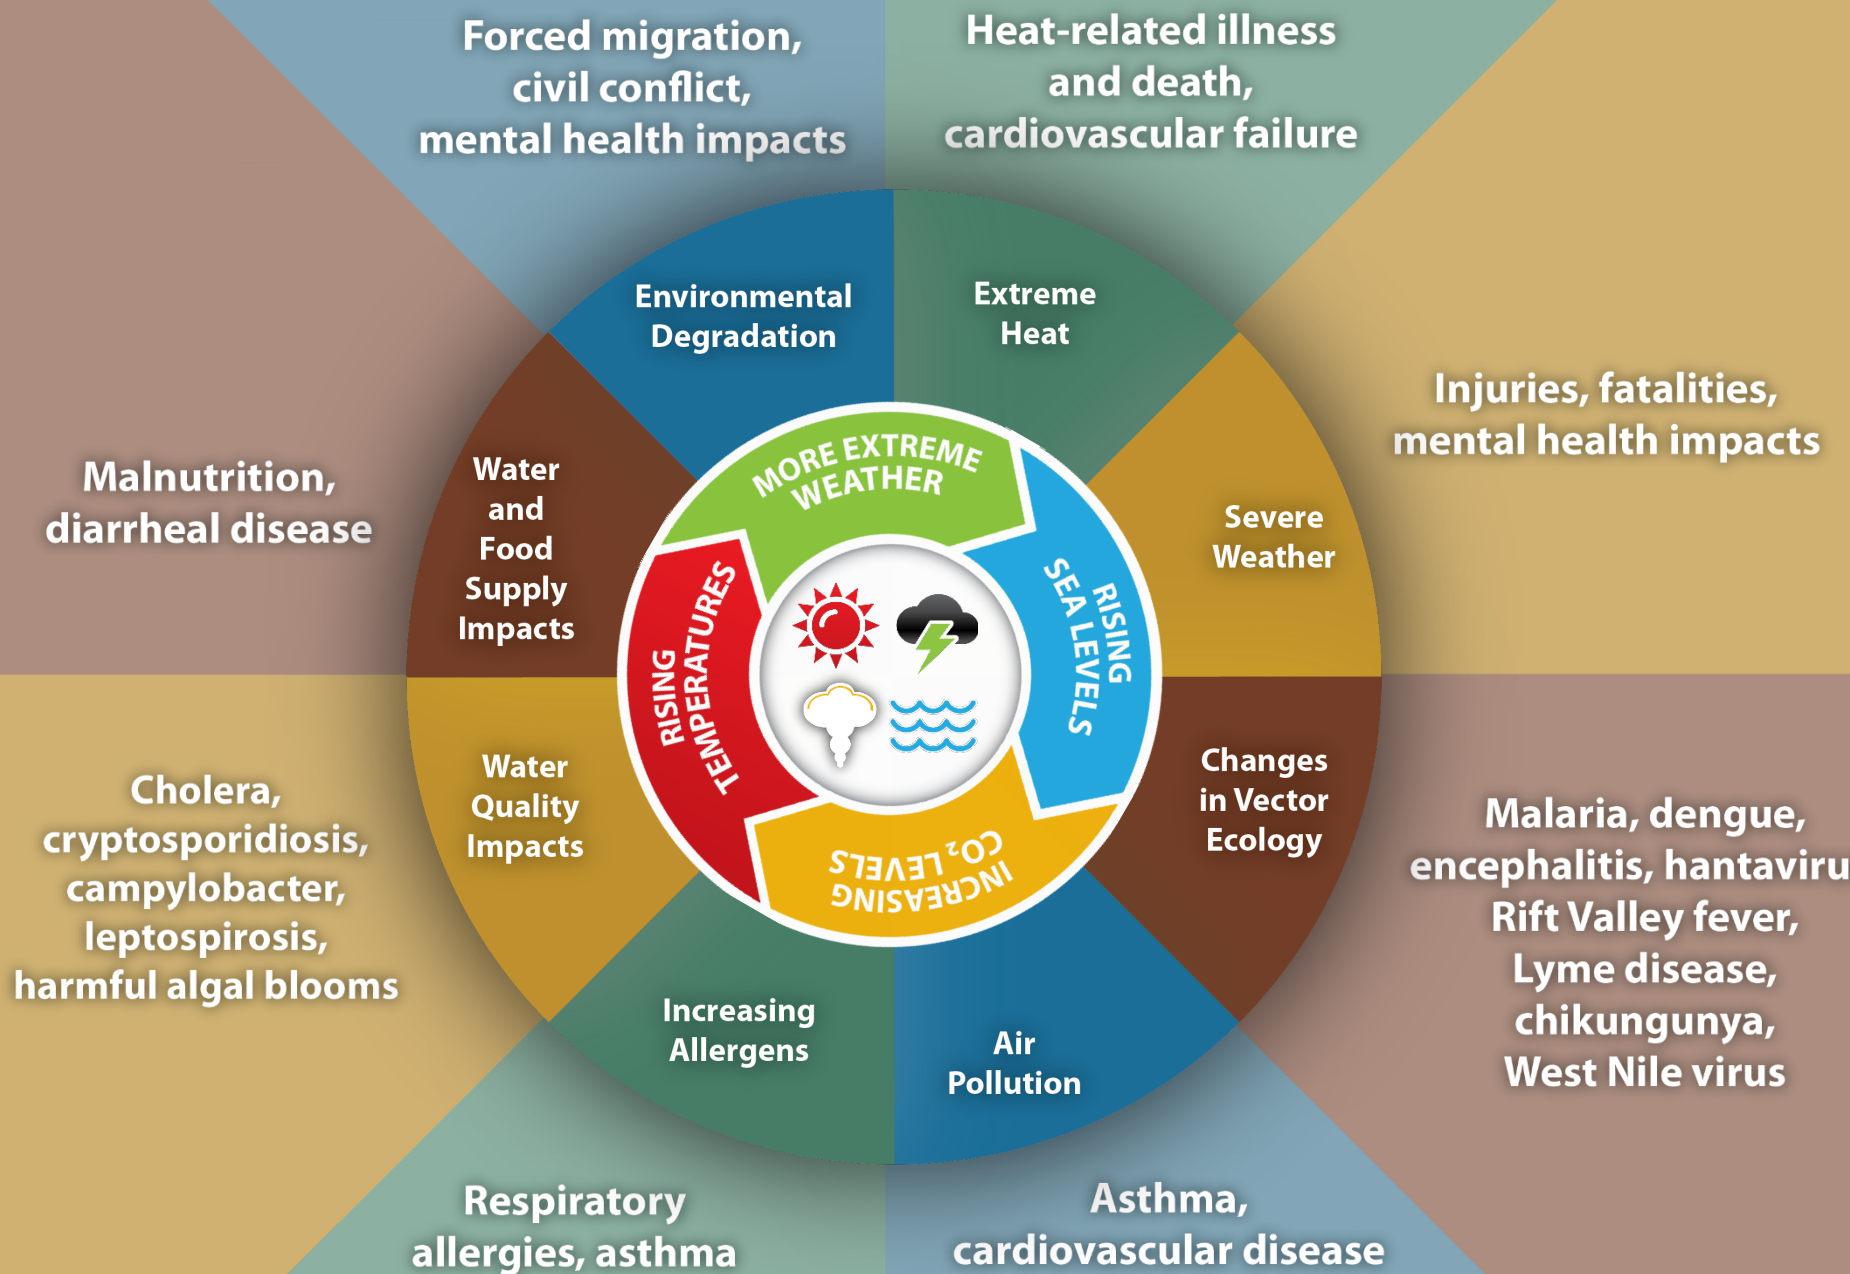 Forced migration,
civil conflict,
mental health impacts
Heat-related illness
and death,
cardiovascular failure
Environmental
Degradation
Extreme
Heat
Injuries, fatalities,
mental health impacts
Malnutrition,
diarrheal disease
Water
and
Food
Supply
Impacts
Severe
Weather
MORE EXTREME
WEATHER
RISING
SEA LEVELS
RISING
TEMPERATURES
INCREASING
CO₂ LEVELS
Water
Quality
Impacts
Changes
in Vector
Ecology
Cholera,
cryptosporidiosis,
campylobacter,
leptospirosis,
harmful algal blooms
Malaria, dengue,
encephalitis, hantaviru
Rift Valley fever,
Lyme disease,
chikungunya,
West Nile virus
Increasing
Allergens
Air
Pollution
Respiratory
allergies, asthma
Asthma,
cardiovascular disease